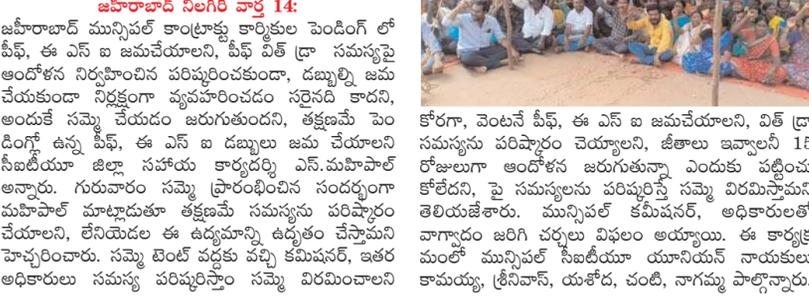 జహీరాబాద్ నిలగిరి వార్త 14:
జహీరాబాద్ మున్సిపల్ కాంట్రాక్టు కార్మికుల పెండింగ్ లో
పీఫ్, ఈ ఎస్ ఐ జమచేయాలని, పీఫ్ విత్ డ్రా సమస్యపై
ఆందోళన నిర్వహించిన పరిష్కరించకుండా, డబ్బుల్ని జమ
చేయకుండా నిర్లక్షంగా వ్యవహరించడం సరైనది కాదని,
అందుకే సమ్మె చేయడం జరుగుతుందని, తక్షణమే పెం
డింగ్లో ఉన్న పీఫ్, ఈ ఎస్ ఐ డబ్బులు జమ చేయాలని
సీఐటీయూ జిల్లా సహాయ కార్యదర్శి ఎస్.మహిపాల్
అన్నారు. గురువారం సమ్మె ప్రారంభించిన సందర్భంగా
మహిపాల్ మాట్లాడుతూ తక్షణమే సమస్యను పరిష్కారం
చేయాలని, లేనియెడల ఈ ఉద్యమాన్ని ఉదృతం చేస్తామని
హెచ్చరించారు. సమ్మె టెంట్ వద్దకు వచ్చి కమిషనర్, ఇతర
అధికారులు సమస్య పరిష్కరిస్తాం సమ్మె విరమించాలని
కోరగా, వెంటనే పీఫ్, ఈ ఎస్ ఐ జమచేయాలని, విత్ డ్రా
సమస్యను పరిష్కారం చెయ్యాలని, జీతాలు ఇవ్వాలనీ 15
రోజులుగా ఆందోళన జరుగుతున్నా ఎందుకు పట్టించు
కోలేదని, పై సమస్యలను పరిష్కరిస్తే సమ్మె విరమిస్తామని
తెలియజేశారు. మున్సిపల్ కమీషనర్, అధికారులతో
వాగ్వాదం జరిగి చర్చలు విఫలం అయ్యాయి. ఈ కార్యక్ర
మంలో మున్సిపల్ సీఐటీయూ యూనియన్ నాయకులు
కామయ్య, శ్రీనివాస్, యశోద, చంటి, నాగమ్మ పాల్గొన్నారు